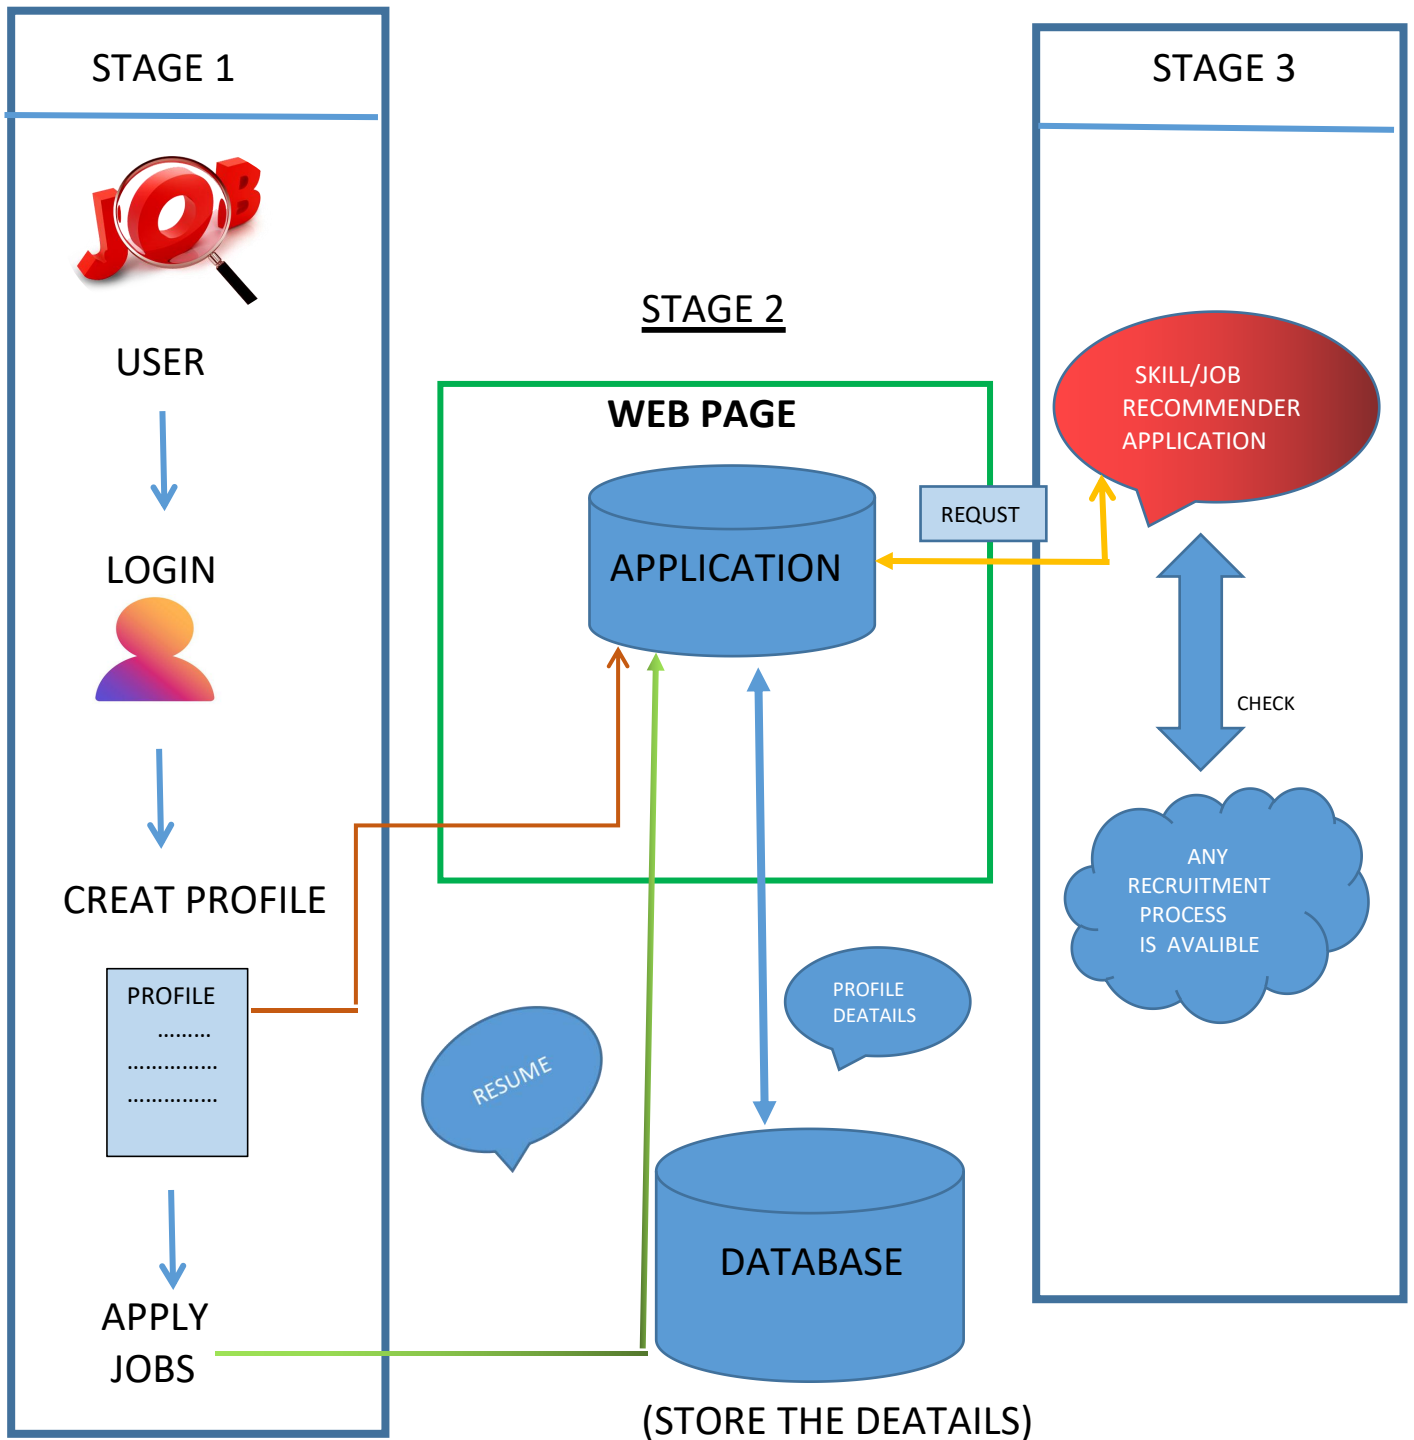 STAGE 1
JOB
USER
LOGIN
CREAT PROFILE
PROFILE
.........
..............
..............
APPLY
JOBS
STAGE 2
WEB PAGE
APPLICATION
REQUST
RESUME
PROFILE
DEATAILS
DATABASE
(STORE THE DEATAILS)
STAGE 3
SKILL/JOB
RECOMMENDER
APPLICATION
CHECK
ANY
RECRUITMENT
PROCESS
IS AVALIBLE